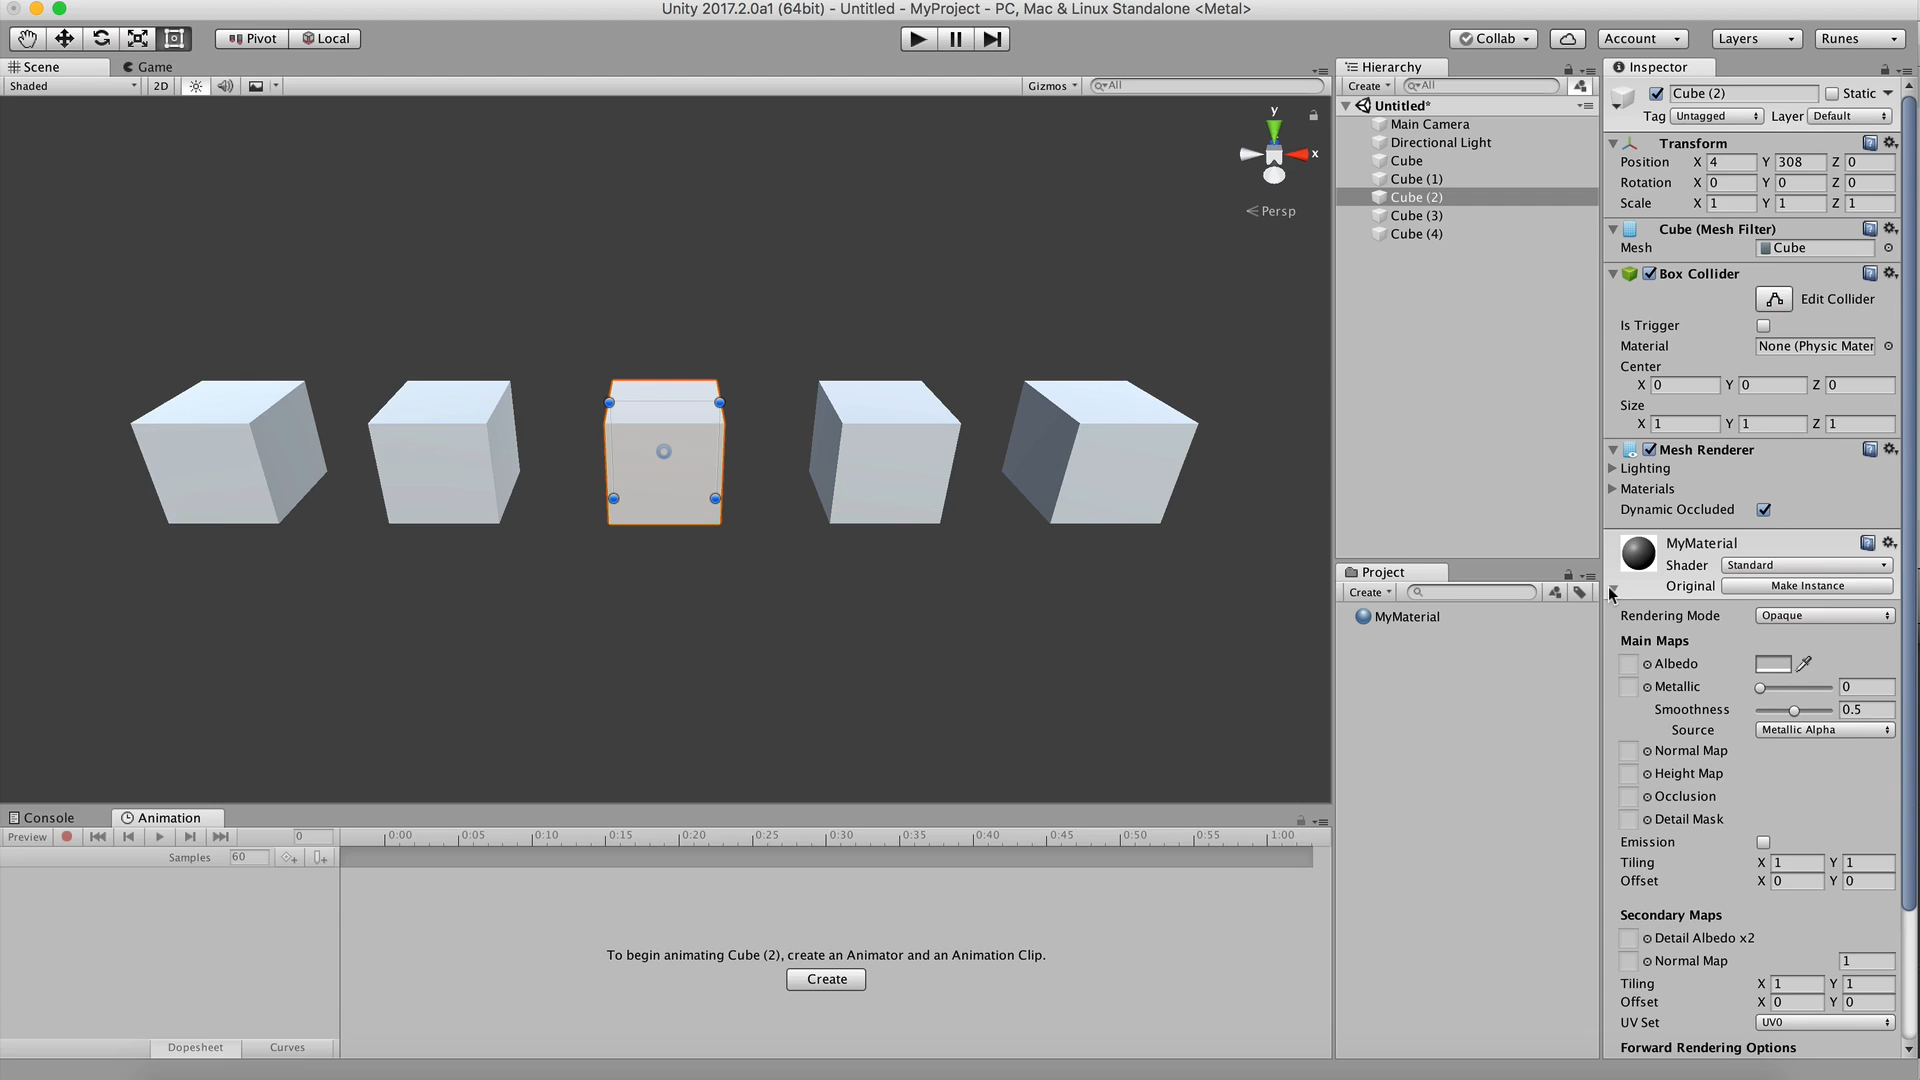 Unity 2017.2.0a1 (64bit) - Untitled - MyProject - PC, Mac & Linux Standalone <Metal>
Pivot Local Collab Account Layers Runes
Scene Game
Shaded 2D Gizmos All
y
x
Persp
Hierarchy
Create All
Untitled*
Main Camera
Directional Light
Cube
Cube (1)
Cube (2)
Cube (3)
Cube (4)
Project
Create
MyMaterial
Inspector
Cube (2) Static
Tag Untagged Layer Default
Transform
Position X 4 Y 308 Z 0
Rotation X 0 Y 0 Z 0
Scale X 1 Y 1 Z 1
Cube (Mesh Filter)
Mesh Cube
Box Collider
Edit Collider
Is Trigger
Material None (Physic Mater
Center
X 0 Y 0 Z 0
Size
X 1 Y 1 Z 1
Mesh Renderer
Lighting
Materials
Dynamic Occluded
MyMaterial
Shader Standard
Original Make Instance
Rendering Mode Opaque
Main Maps
Albedo
Metallic 0
Smoothness 0.5
Source Metallic Alpha
Normal Map
Height Map
Occlusion
Detail Mask
Emission
Tiling X 1 Y 1
Offset X 0 Y 0
Secondary Maps
Detail Albedo x2
Normal Map 1
Tiling X 1 Y 1
Offset X 0 Y 0
UV Set UV0
Forward Rendering Options
Console Animation
Preview 0 0:00 0:05 0:10 0:15 0:20 0:25 0:30 0:35 0:40 0:45 0:50 0:55 1:00
Samples 60
To begin animating Cube (2), create an Animator and an Animation Clip.
Create
Dopesheet Curves